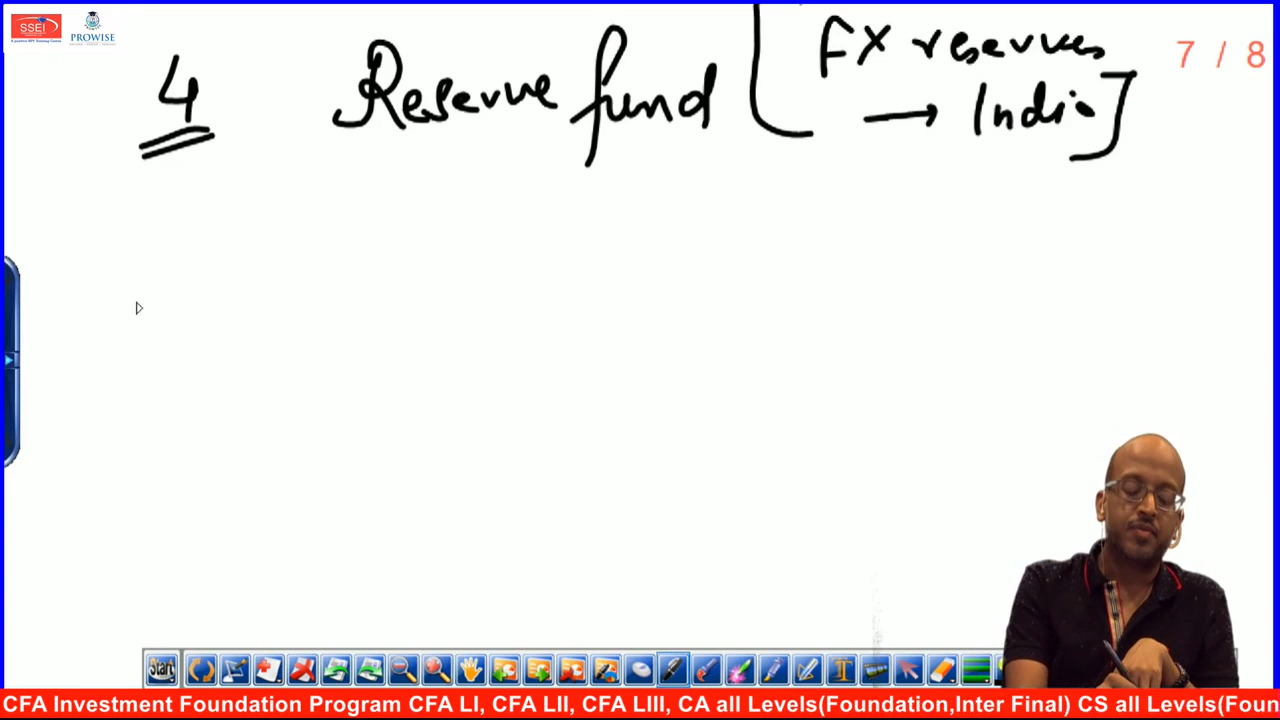 SSEI
PROWISE
7 / 8
4 Reserve fund [ FX reserves
→ India ]
Start
CFA Investment Foundation Program CFA LI, CFA LII, CFA LIII, CA all Levels(Foundation,Inter Final) CS all Levels(Foun